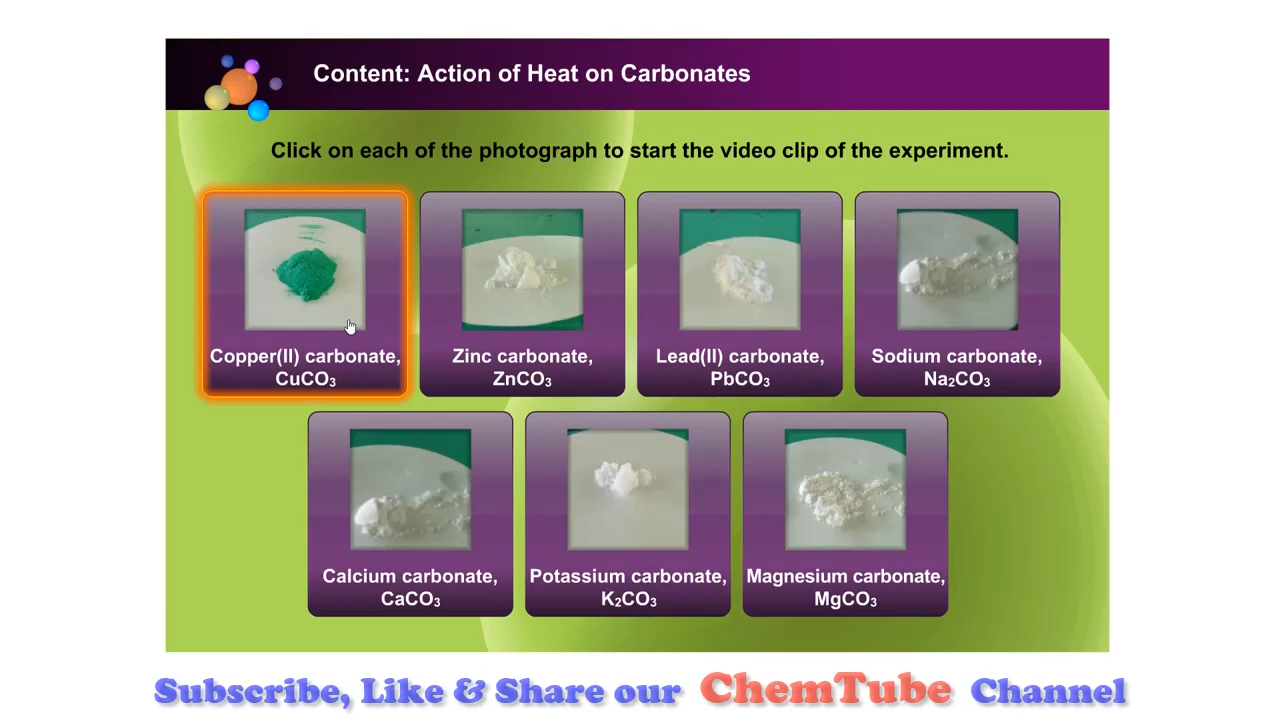 Content: Action of Heat on Carbonates
Click on each of the photograph to start the video clip of the experiment.
Copper(II) carbonate,
CuCO₃
Zinc carbonate,
ZnCO₃
Lead(II) carbonate,
PbCO₃
Sodium carbonate,
Na₂CO₃
Calcium carbonate,
CaCO₃
Potassium carbonate,
K₂CO₃
Magnesium carbonate,
MgCO₃
Subscribe, Like & Share our ChemTube Channel